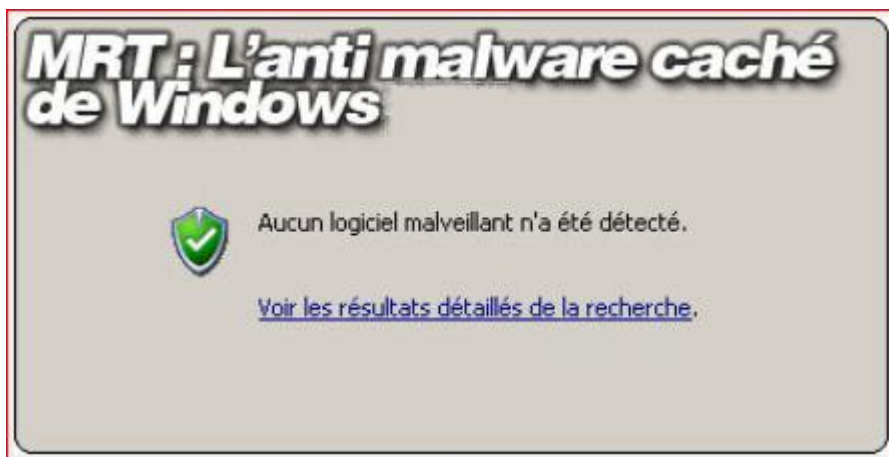 MRT : L'anti malware caché
de Windows
Aucun logiciel malveillant n'a été détecté.
Voir les résultats détaillés de la recherche.